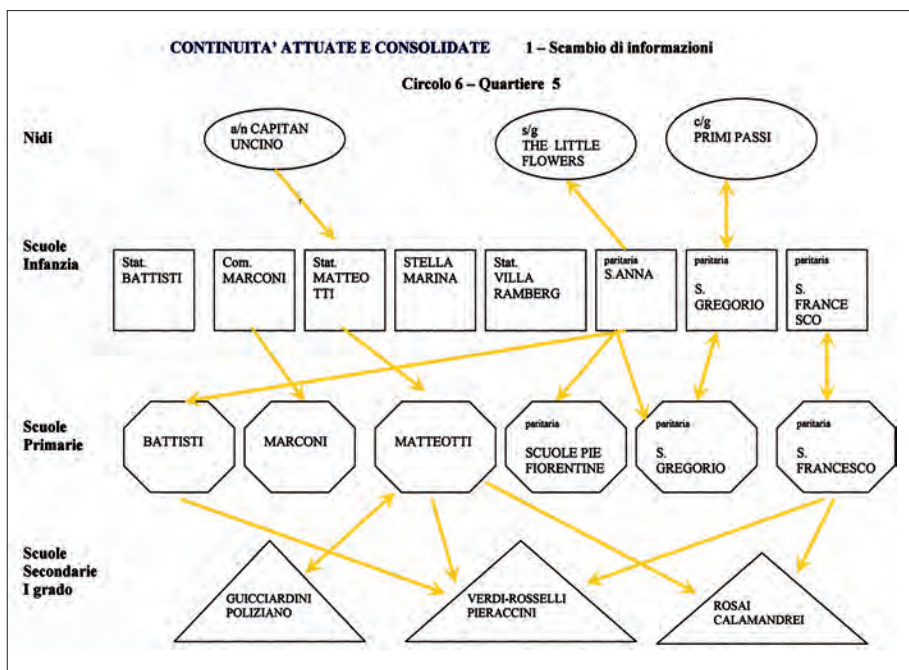 CONTINUITA' ATTUATE E CONSOLIDATE 1 – Scambio di informazioni
Circolo 6 – Quartiere 5
Nidi
a/n CAPITAN
UNCINO
s/g
THE LITTLE
FLOWERS
c/g
PRIMI PASSI
Scuole
Infanzia
Stat.
BATTISTI
Com.
MARCONI
Stat.
MATTEO
TTI
STELLA
MARINA
Stat.
VILLA
RAMBERG
paritaria
S.ANNA
paritaria
S.
GREGORIO
paritaria
S.
FRANCE
SCO
Scuole
Primarie
BATTISTI
MARCONI
MATTEOTTI
paritaria
SCUOLE PIE
FIORENTINE
paritaria
S.
GREGORIO
paritaria
S.
FRANCESCO
Scuole
Secondarie
I grado
GUICCIARDINI
POLIZIANO
VERDI-ROSSELLI
PIERACCINI
ROSAI
CALAMANDREI